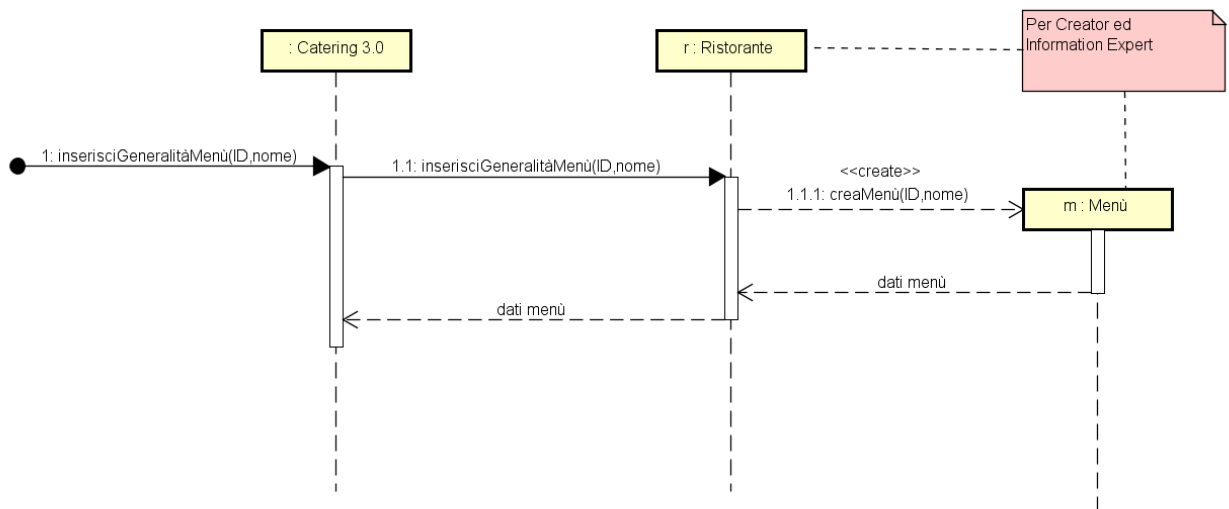 Per Creator ed
Information Expert
: Catering 3.0
r : Ristorante
1: inserisciGeneralitàMenù(ID,nome)
1.1: inserisciGeneralitàMenù(ID,nome)
<<create>>
1.1.1: creaMenù(ID,nome)
m : Menù
dati menù
dati menù